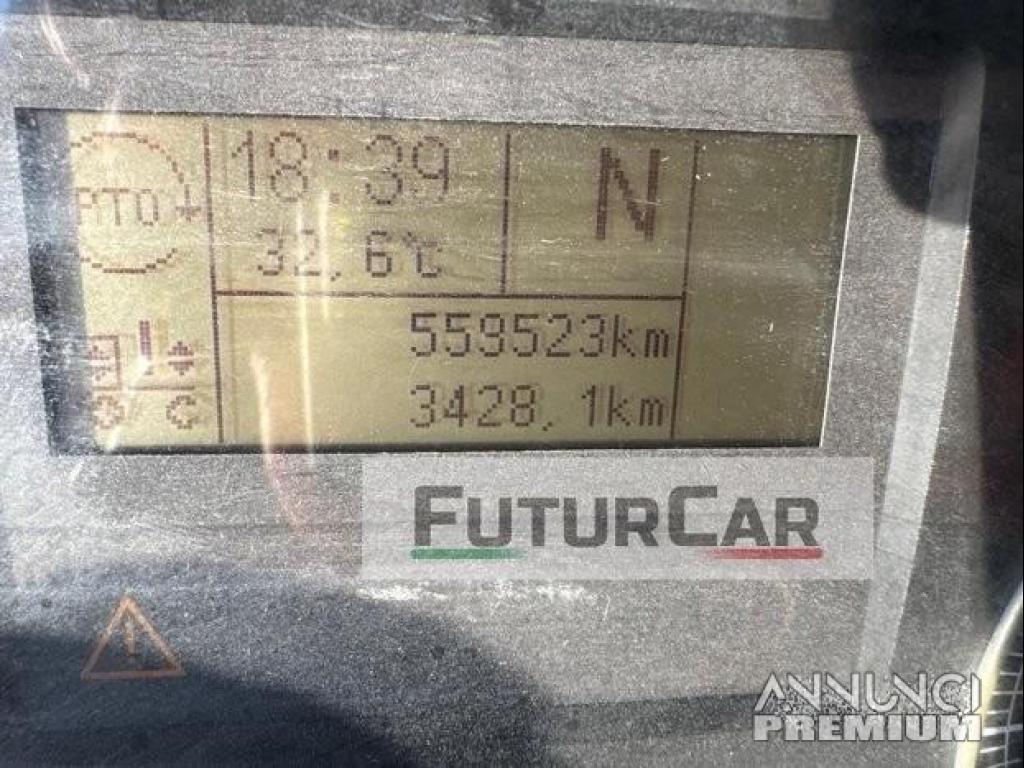 PTO
18:39
N
32,6°C
559523km
3428,1km
FUTURCAR
ANNUNCI
PREMIUM